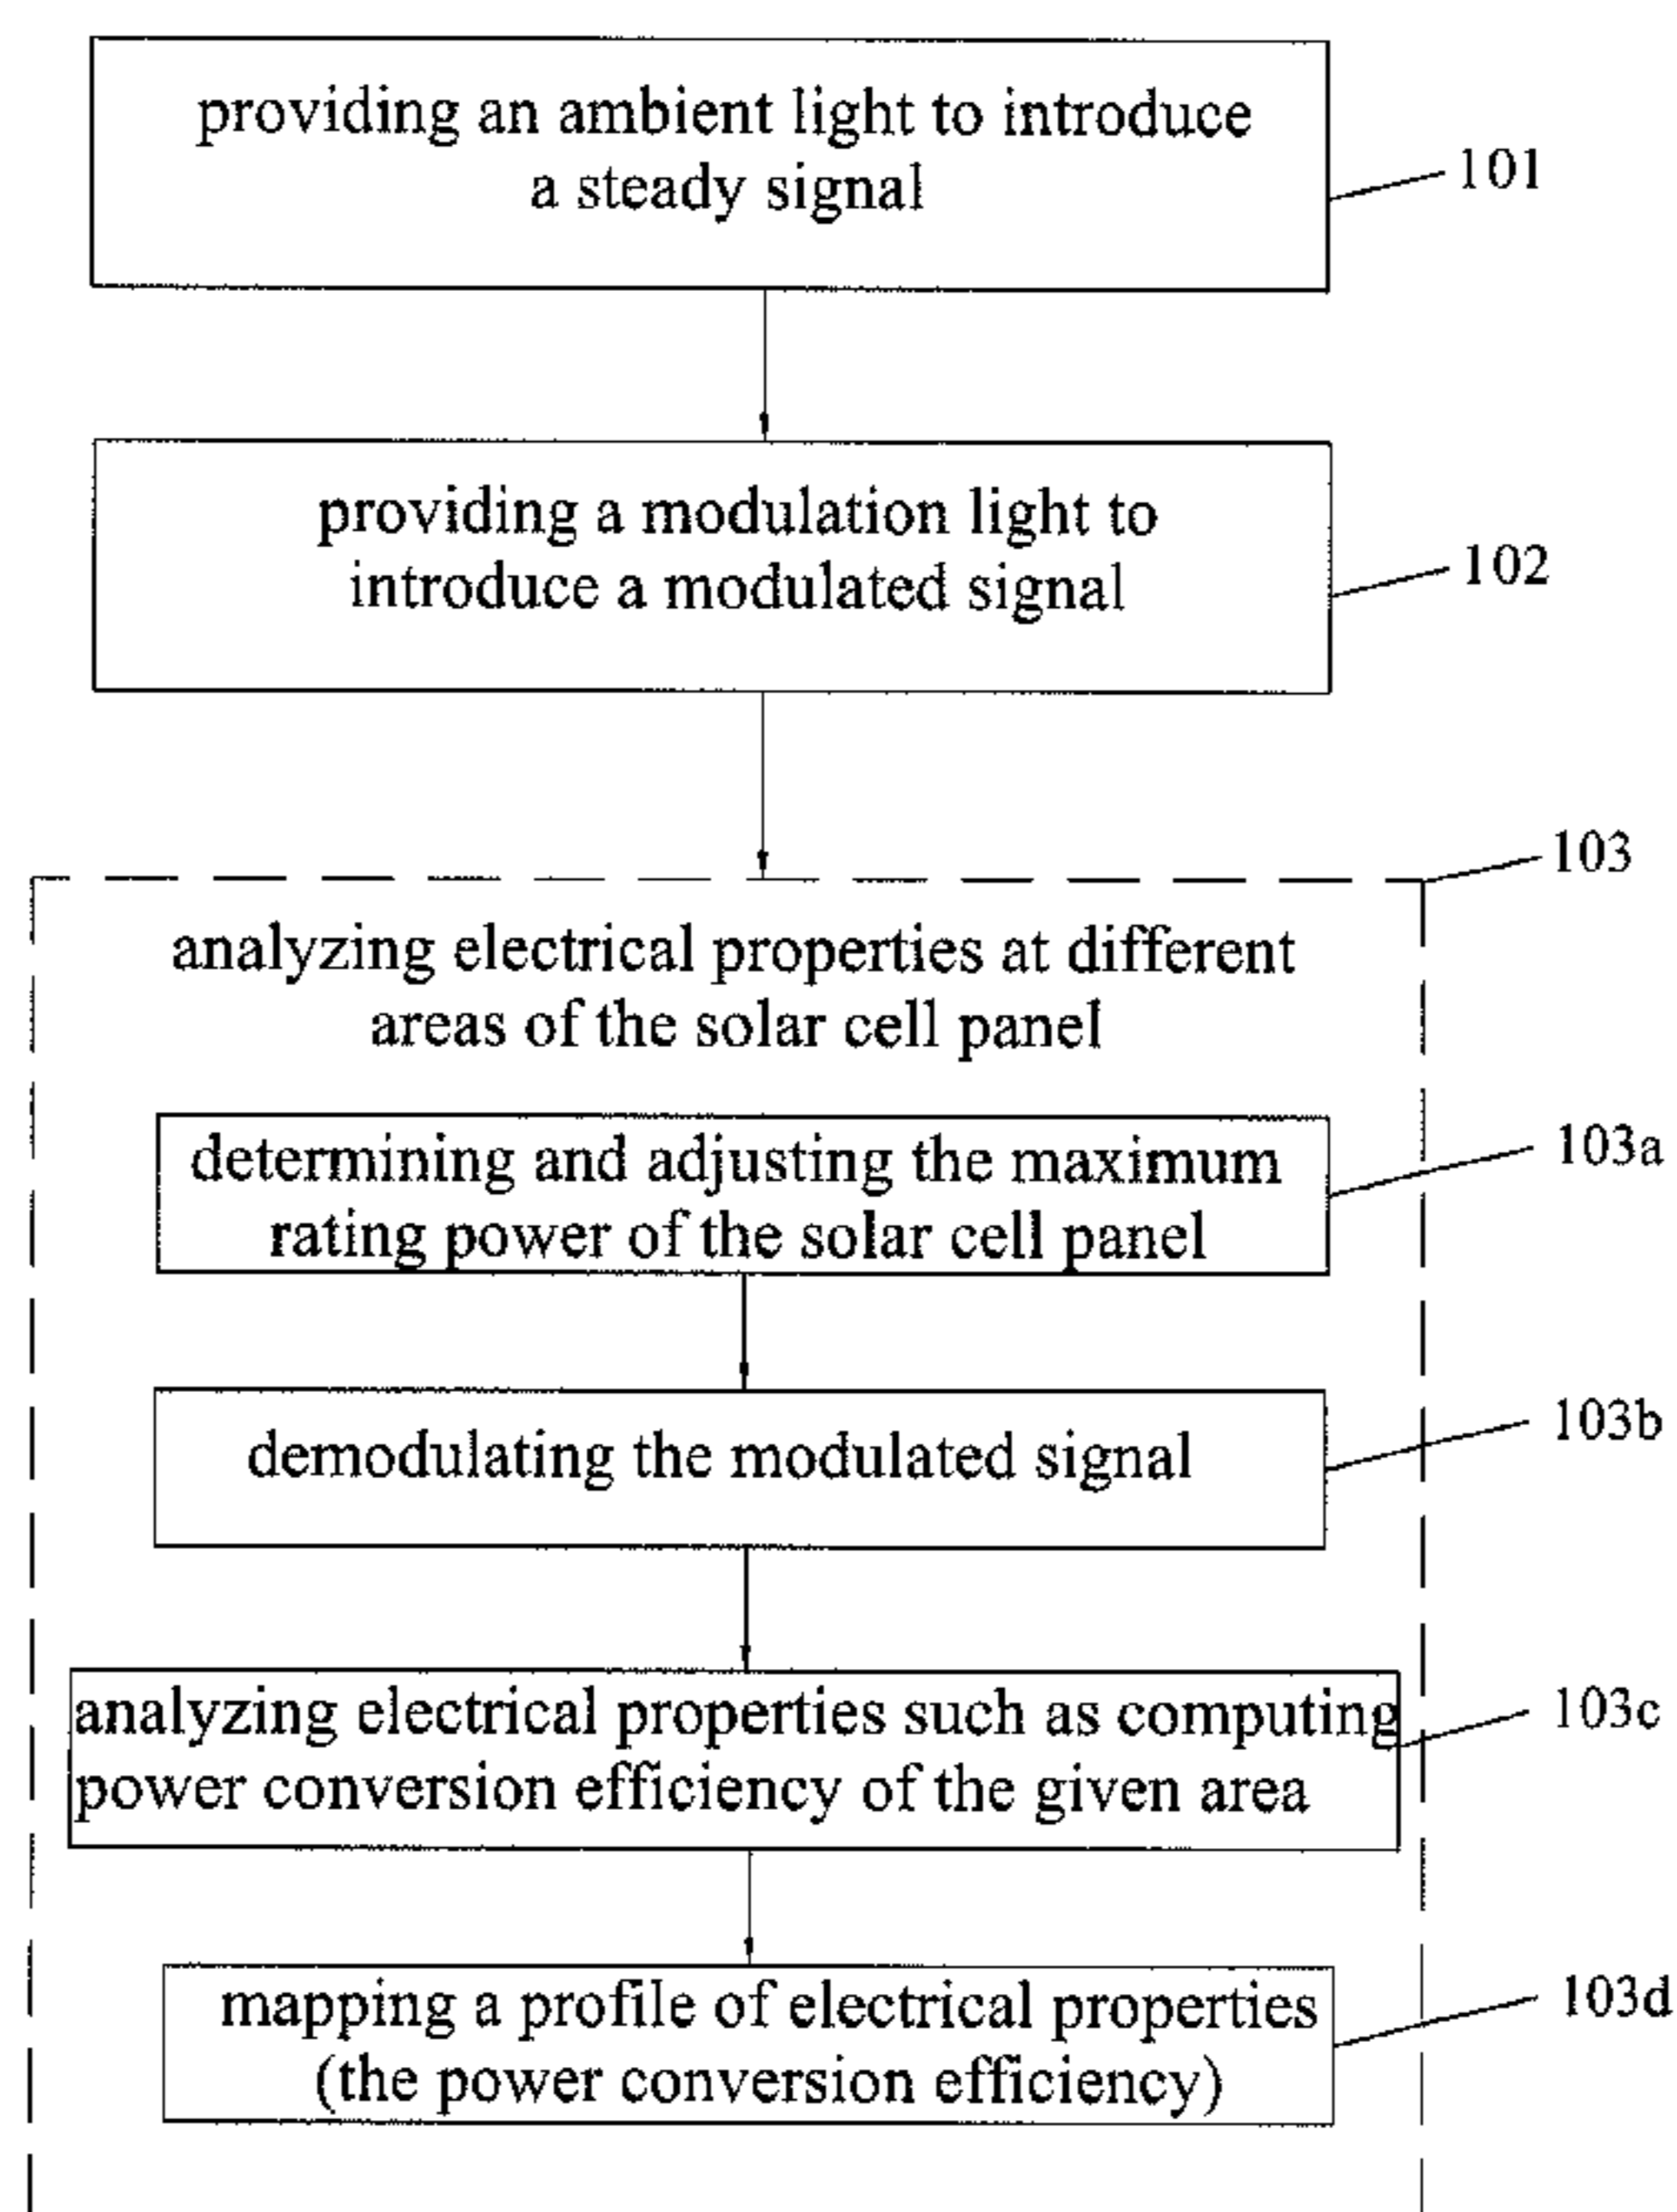 providing an ambient light to introduce
a steady signal
101
providing a modulation light to
introduce a modulated signal
102
103
analyzing electrical properties at different
areas of the solar cell panel
determining and adjusting the maximum
rating power of the solar cell panel
103a
demodulating the modulated signal
103b
analyzing electrical properties such as computing
power conversion efficiency of the given area
103c
mapping a profile of electrical properties
(the power conversion efficiency)
103d